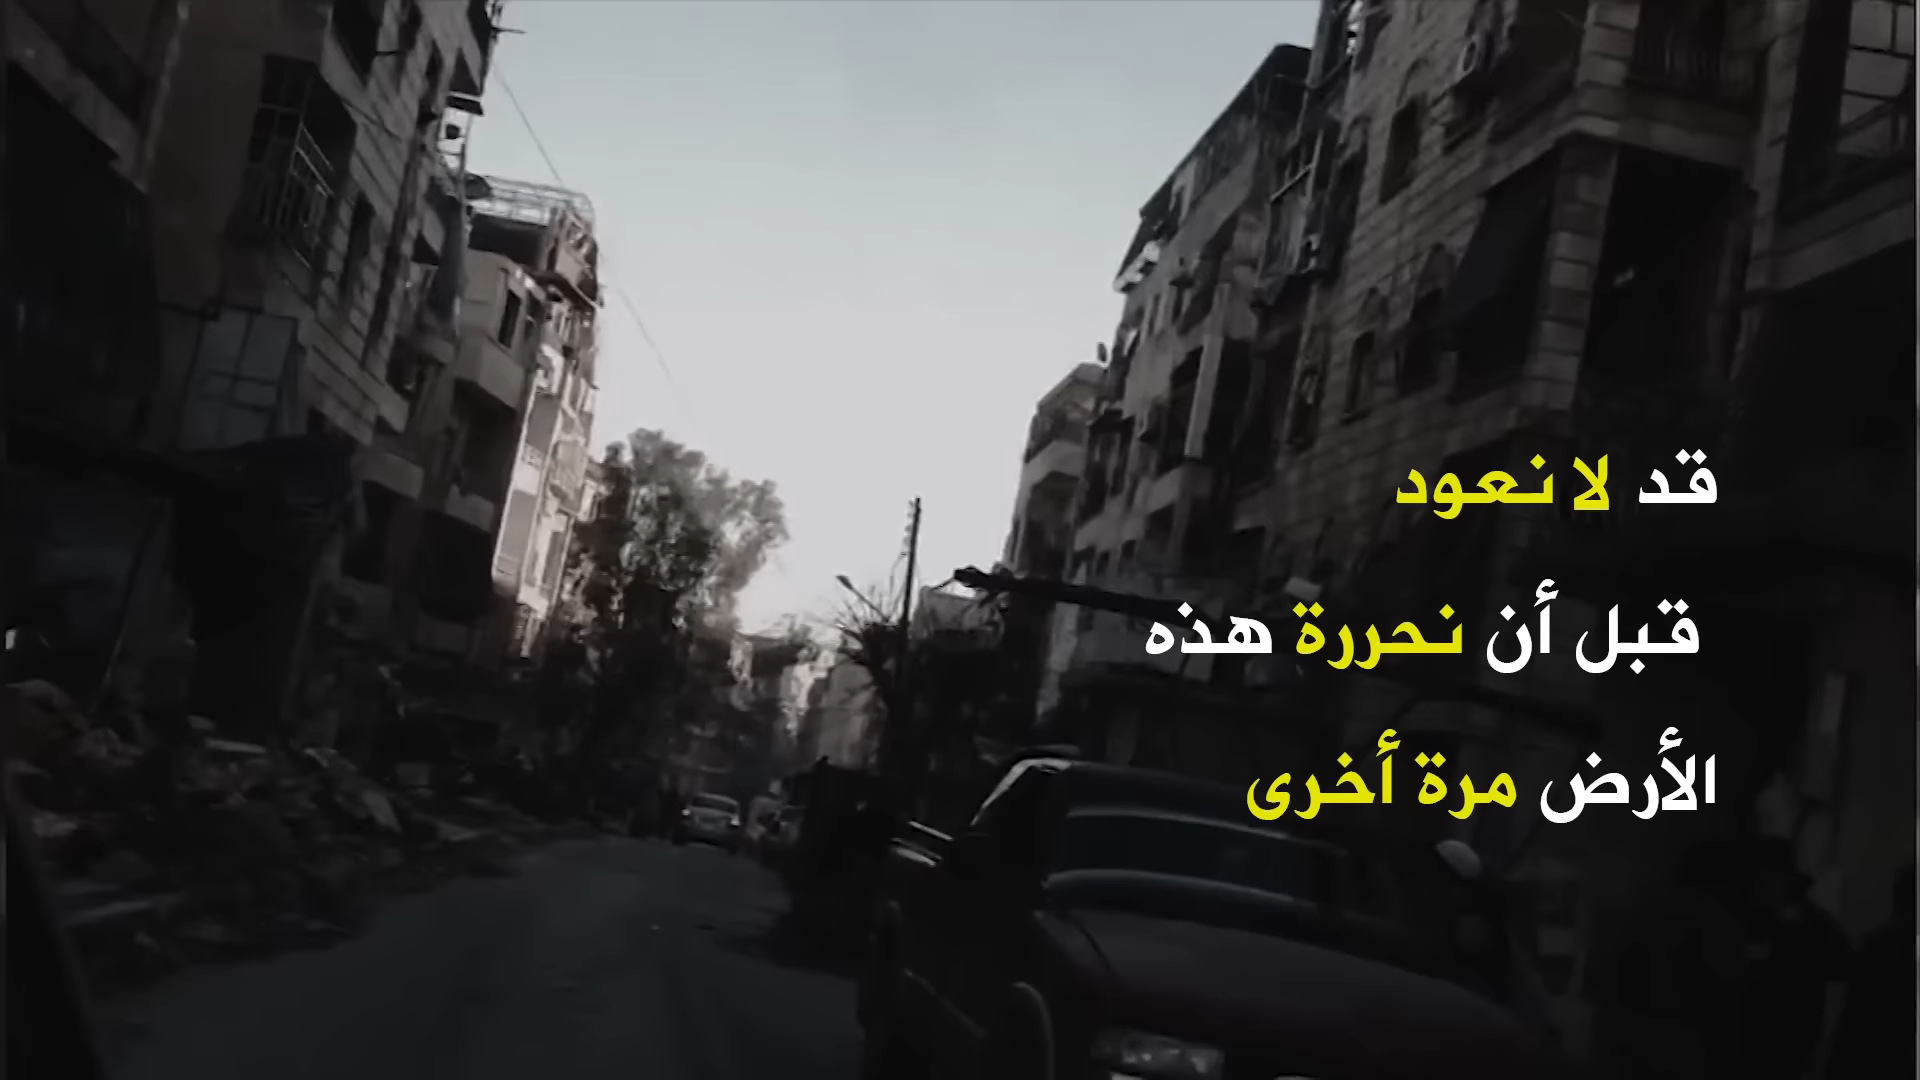 قد لا نعود
قبل أن نحررة هذه
الأرض مرة أخرى